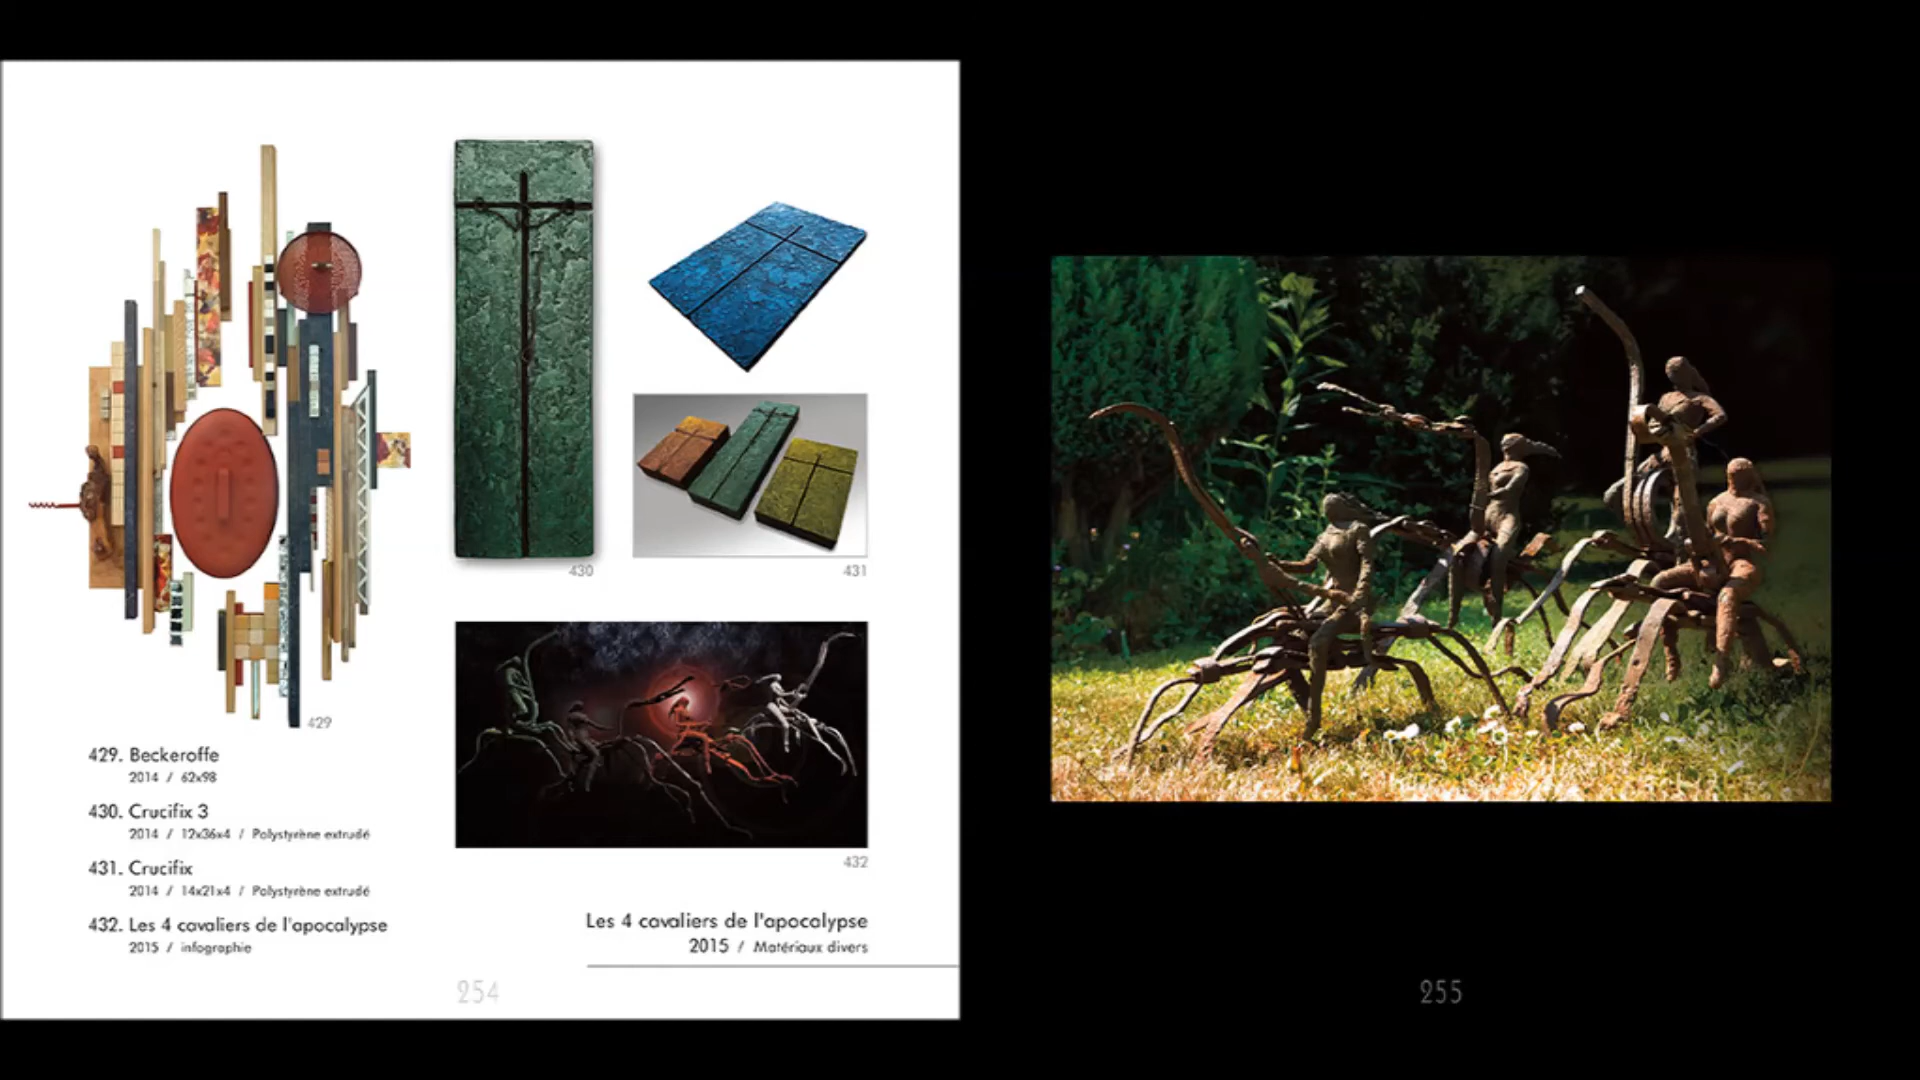 430
431
429
429. Beckeroffe
2014 / 62x98
430. Crucifix 3
2014 / 12x36x4 / Polystyrène extrudé
431. Crucifix
2014 / 14x21x4 / Polystyrène extrudé
432. Les 4 cavaliers de l'apocalypse
2015 / infographie
432
Les 4 cavaliers de l'apocalypse
2015 / Matériaux divers
254
255